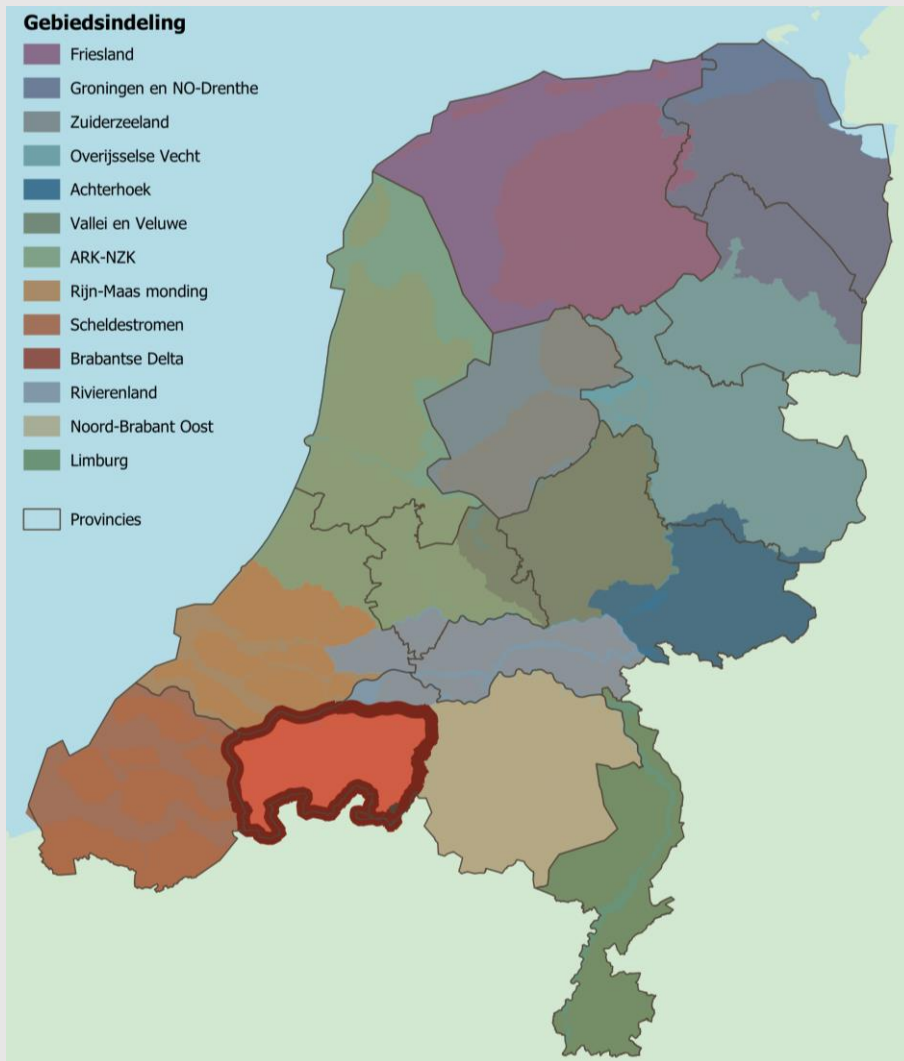 Gebiedsindeling
Friesland
Groningen en NO-Drenthe
Zuiderzeeland
Overijsselse Vecht
Achterhoek
Vallei en Veluwe
ARK-NZK
Rijn-Maas monding
Scheldestromen
Brabantse Delta
Rivierenland
Noord-Brabant Oost
Limburg
Provincies